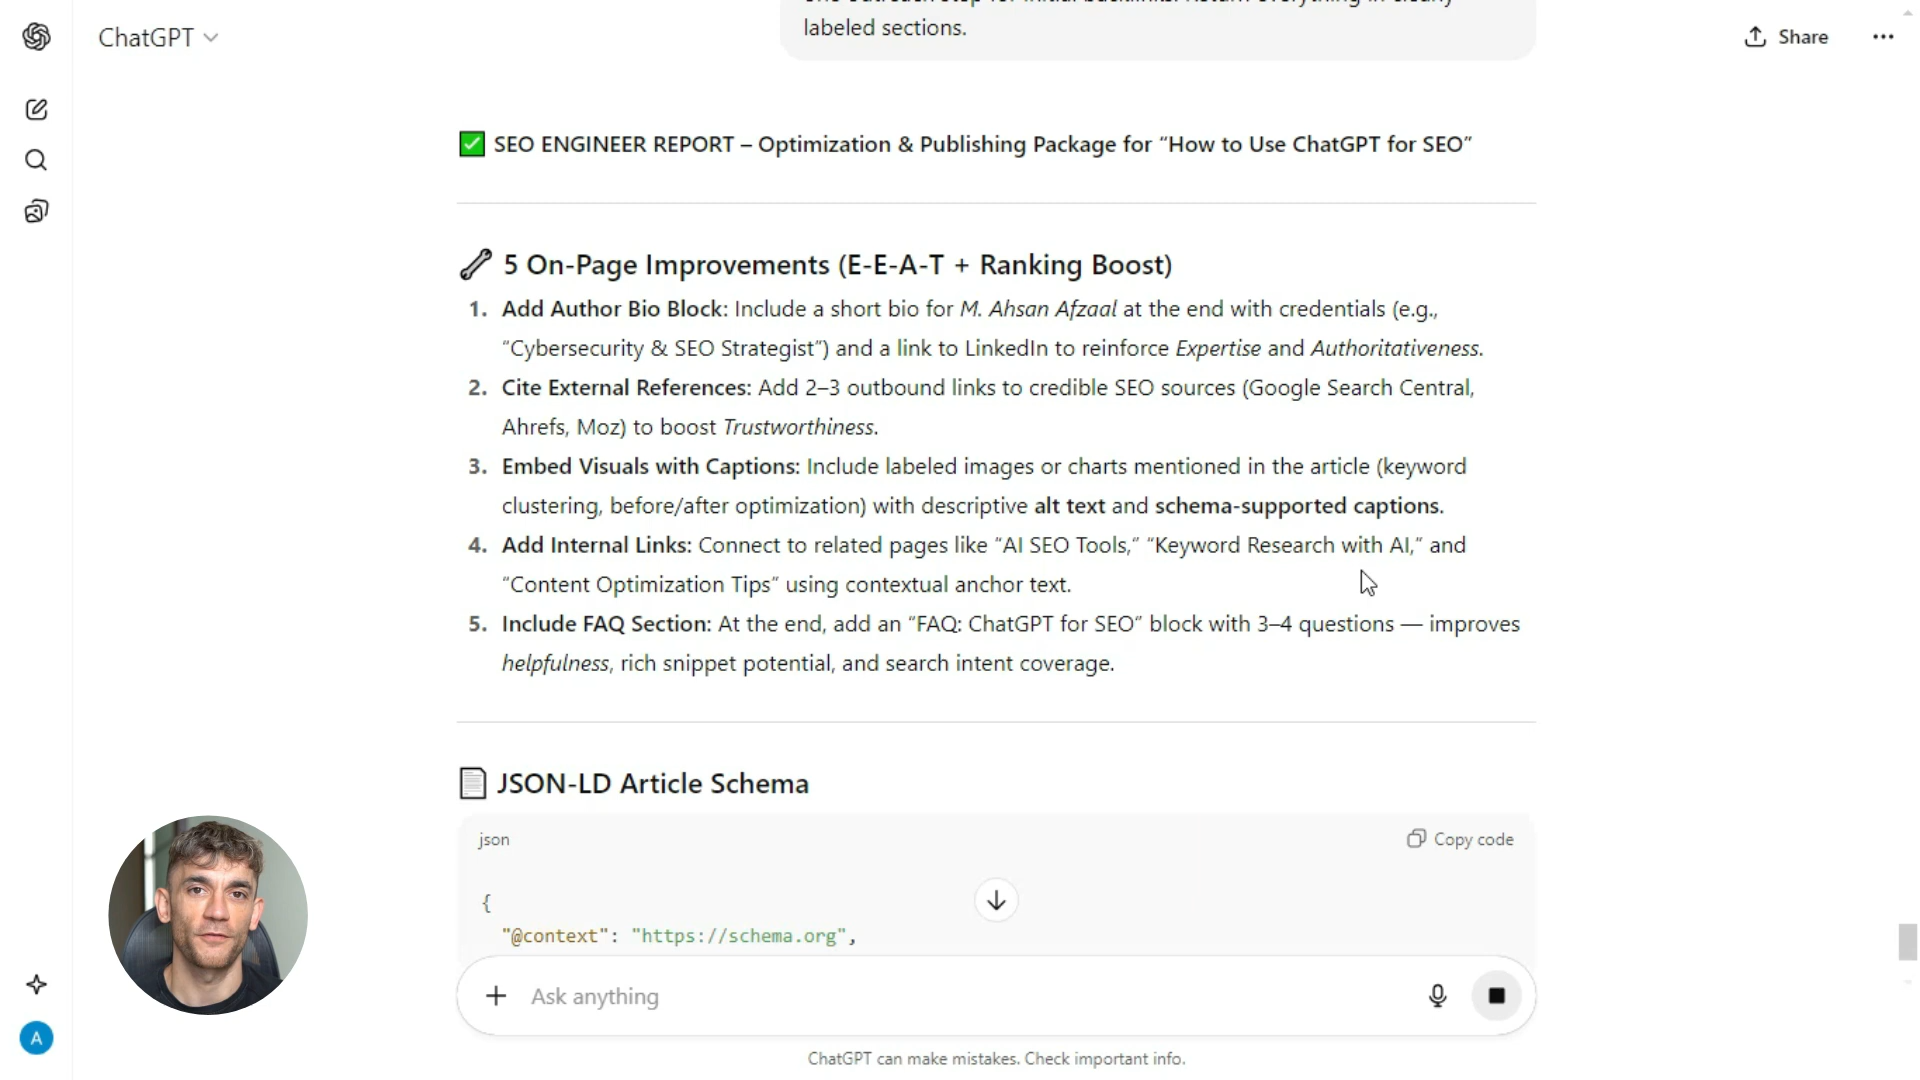 labeled sections.
ChatGPT
Share
SEO ENGINEER REPORT – Optimization & Publishing Package for “How to Use ChatGPT for SEO”
5 On-Page Improvements (E-E-A-T + Ranking Boost)
1. Add Author Bio Block: Include a short bio for M. Ahsan Afzaal at the end with credentials (e.g.,
“Cybersecurity & SEO Strategist”) and a link to LinkedIn to reinforce Expertise and Authoritativeness.
2. Cite External References: Add 2–3 outbound links to credible SEO sources (Google Search Central,
Ahrefs, Moz) to boost Trustworthiness.
3. Embed Visuals with Captions: Include labeled images or charts mentioned in the article (keyword
clustering, before/after optimization) with descriptive alt text and schema-supported captions.
4. Add Internal Links: Connect to related pages like “AI SEO Tools,” “Keyword Research with AI,” and
“Content Optimization Tips” using contextual anchor text.
5. Include FAQ Section: At the end, add an “FAQ: ChatGPT for SEO” block with 3–4 questions — improves
helpfulness, rich snippet potential, and search intent coverage.
JSON-LD Article Schema
json
Copy code
{
"@context": "https://schema.org",
Ask anything
A
ChatGPT can make mistakes. Check important info.